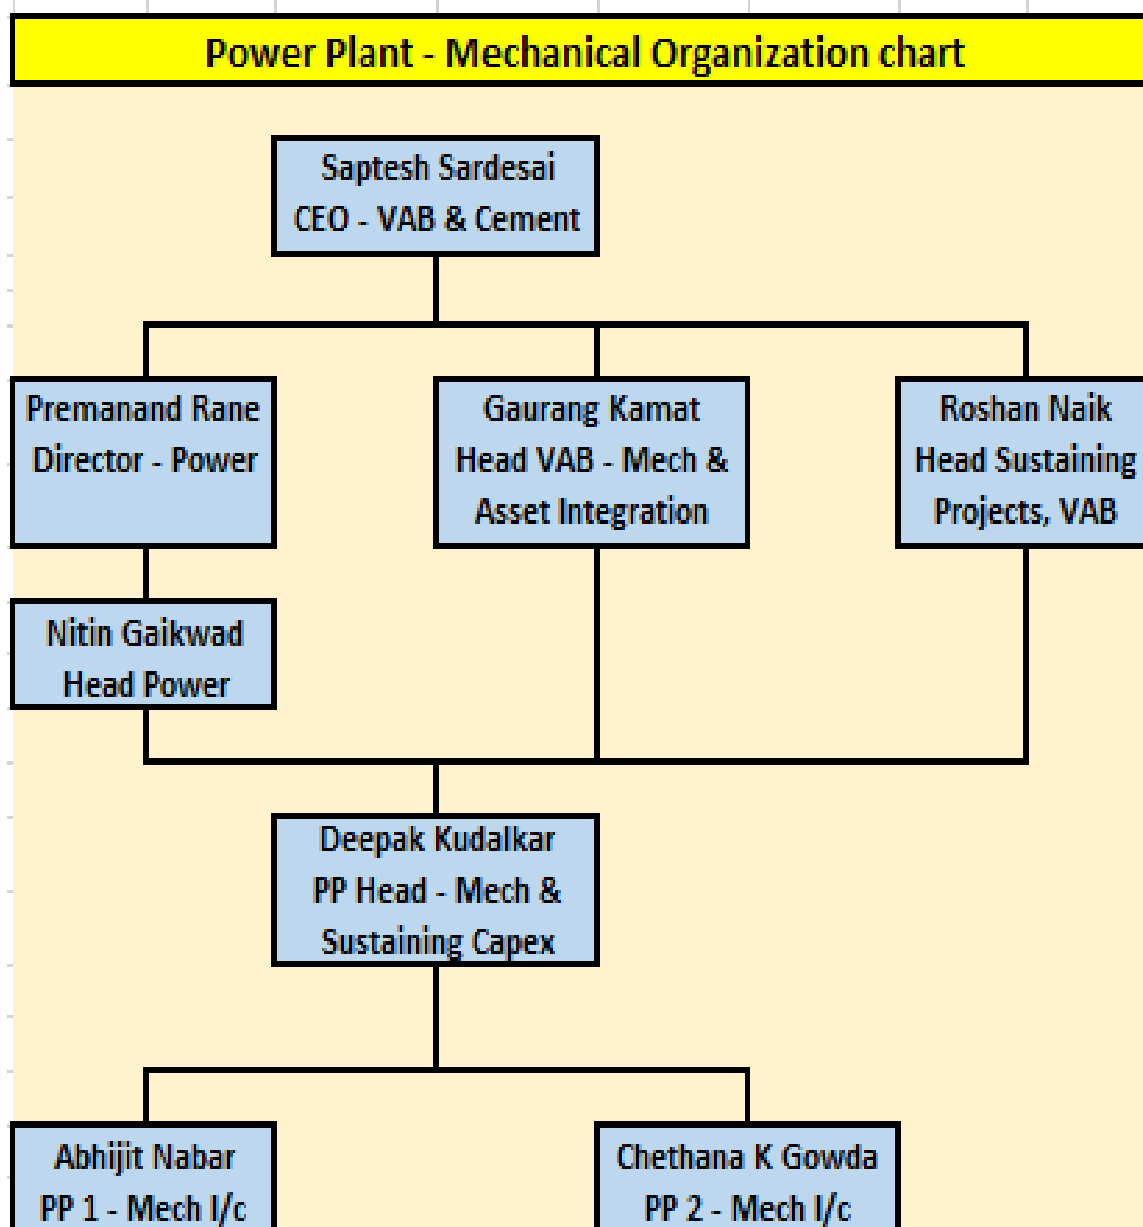 Power Plant - Mechanical Organization chart
Saptesh Sardesai
CEO - VAB & Cement
Premanand Rane
Director - Power
Gaurang Kamat
Head VAB - Mech &
Asset Integration
Roshan Naik
Head Sustaining
Projects, VAB
Nitin Gaikwad
Head Power
Deepak Kudalkar
PP Head - Mech &
Sustaining Capex
Abhijit Nabar
PP 1 - Mech I/c
Chethana K Gowda
PP 2 - Mech I/c